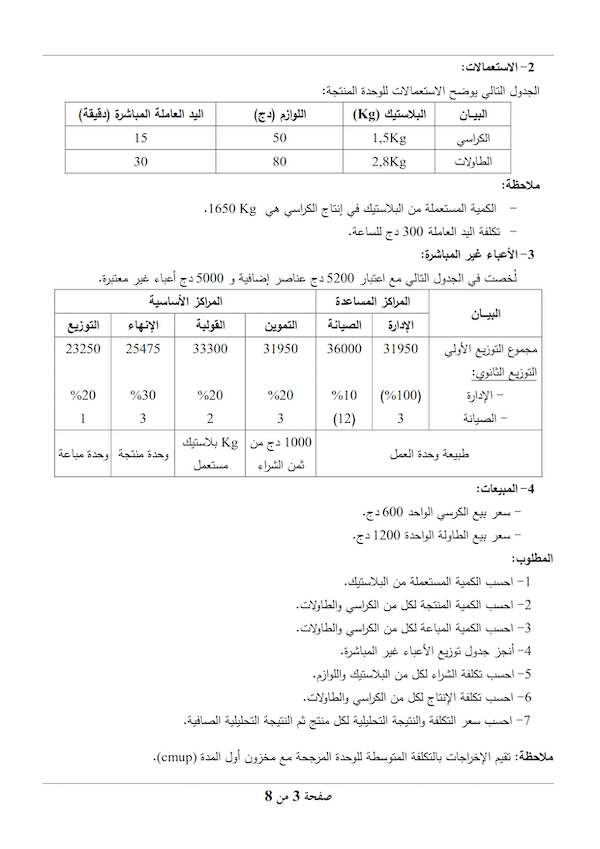 2- الاستعمالات:
الجدول التالي يوضح الاستعمالات للوحدة المنتجة:
البيـان البلاستيك (Kg) اللوازم (دج) اليد العاملة المباشرة (دقيقة)
الكراسي 1,5Kg 50 15
الطاولات 2,8Kg 80 30
ملاحظة:
- الكمية المستعملة من البلاستيك في إنتاج الكراسي هي 1650 Kg.
- تكلفة اليد العاملة 300 دج للساعة.
3- الأعباء غير المباشرة:
لُخصت في الجدول التالي مع اعتبار 5200 دج عناصر إضافية و 5000 دج أعباء غير معتبرة.
البيـان المراكز المساعدة المراكز الأساسية
الإدارة الصيانة التموين القولبة الإنهاء التوزيع
مجموع التوزيع الأولي 31950 36000 31950 33300 25475 23250
التوزيع الثانوي:
- الإدارة (%100) %10 %20 %20 %30 %20
- الصيانة 3 (12) 3 2 3 1
طبيعة وحدة العمل 1000 دج من ثمن الشراء Kg بلاستيك مستعمل وحدة منتجة وحدة مباعة
4- المبيعات:
- سعر بيع الكرسي الواحد 600 دج.
- سعر بيع الطاولة الواحدة 1200 دج.
المطلوب:
1- احسب الكمية المستعملة من البلاستيك.
2- احسب الكمية المنتجة لكل من الكراسي والطاولات.
3- احسب الكمية المباعة لكل من الكراسي والطاولات.
4- أنجز جدول توزيع الأعباء غير المباشرة.
5- احسب تكلفة الشراء لكل من البلاستيك واللوازم.
6- احسب تكلفة الإنتاج لكل من الكراسي والطاولات.
7- احسب سعر التكلفة والنتيجة التحليلية لكل منتج ثم النتيجة التحليلية الصافية.
ملاحظة: تقيم الإخراجات بالتكلفة المتوسطة للوحدة المرجحة مع مخزون أول المدة (cmup).
صفحة 3 من 8